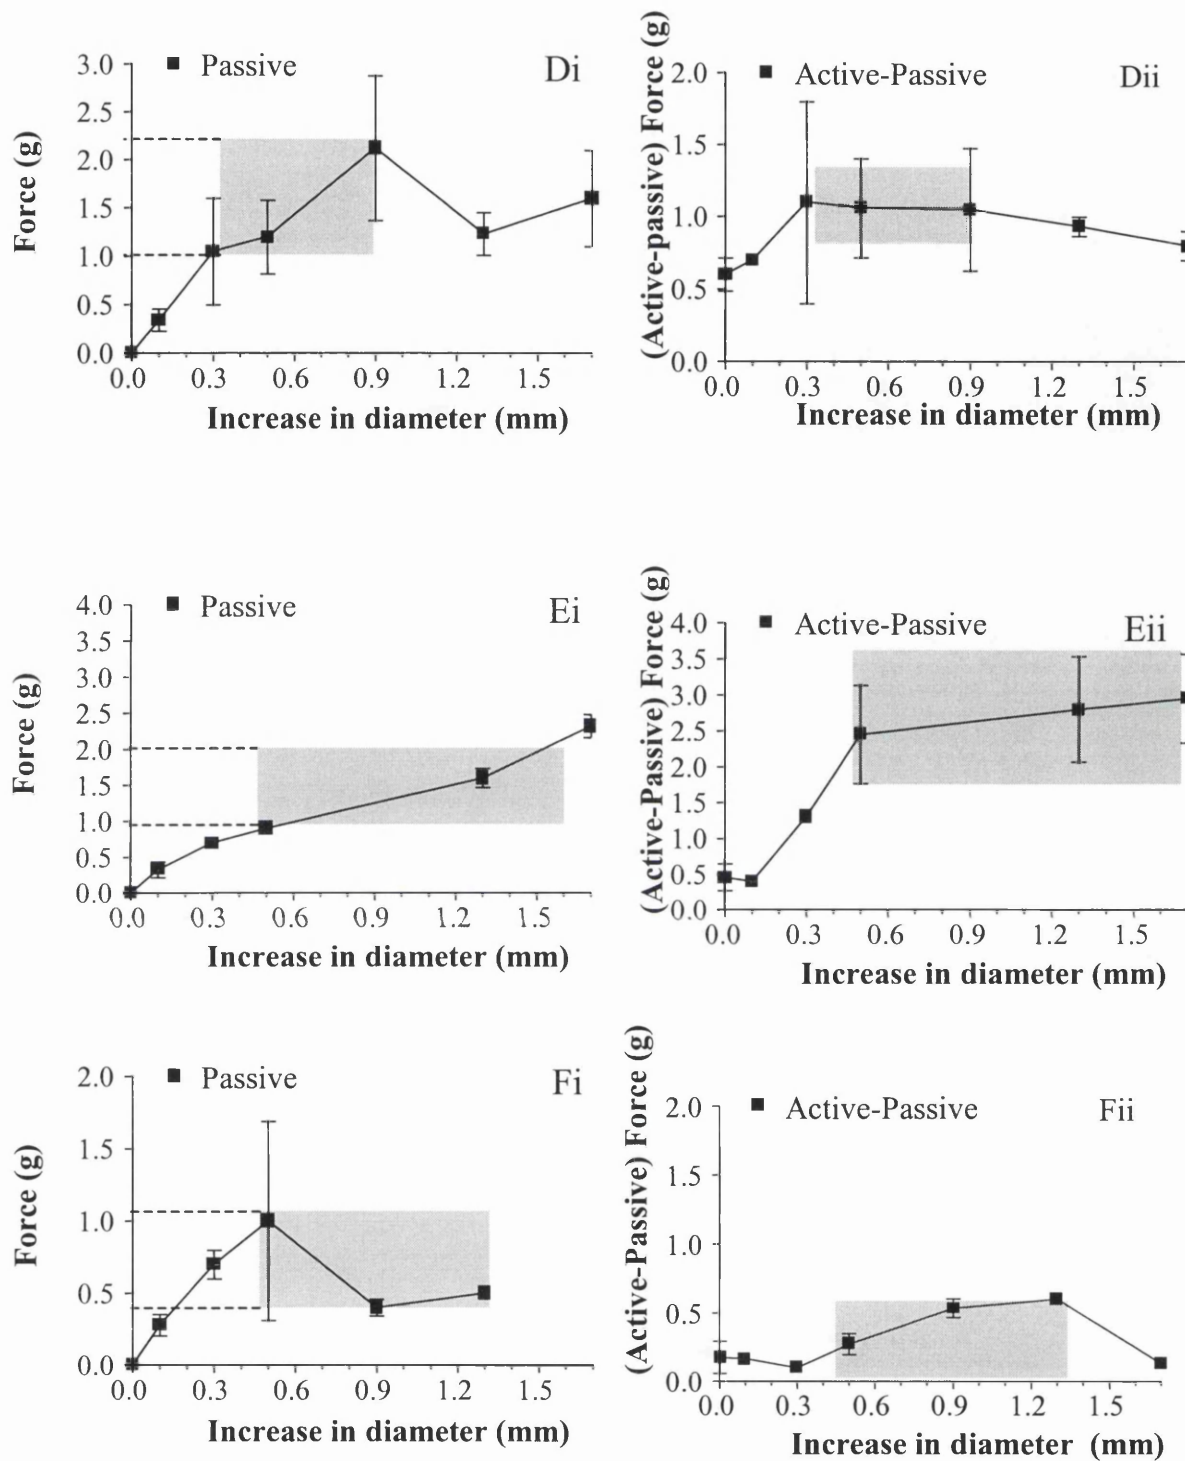 Passive
Di
3.0
2.5
2.0
1.5
1.0
0.5
0.0
Force (g)
0.0 0.3 0.6 0.9 1.2 1.5
Increase in diameter (mm)
Active-Passive
Dii
2.0
1.5
1.0
0.5
0.0
(Active-passive) Force (g)
0.0 0.3 0.6 0.9 1.2 1.5
Increase in diameter (mm)
Passive
Ei
4.0
3.5
3.0
2.5
2.0
1.5
1.0
0.5
0.0
Force (g)
0.0 0.3 0.6 0.9 1.2 1.5
Increase in diameter (mm)
Active-Passive
Eii
4.0
3.5
3.0
2.5
2.0
1.5
1.0
0.5
0.0
(Active-Passive) Force (g)
0.0 0.3 0.6 0.9 1.2 1.5
Increase in diameter (mm)
Passive
Fi
2.0
1.5
1.0
0.5
0.0
Force (g)
0.0 0.3 0.6 0.9 1.2 1.5
Increase in diameter (mm)
Active-Passive
Fii
2.0
1.5
1.0
0.5
0.0
(Active-Passive) Force (g)
0.0 0.3 0.6 0.9 1.2 1.5
Increase in diameter (mm)